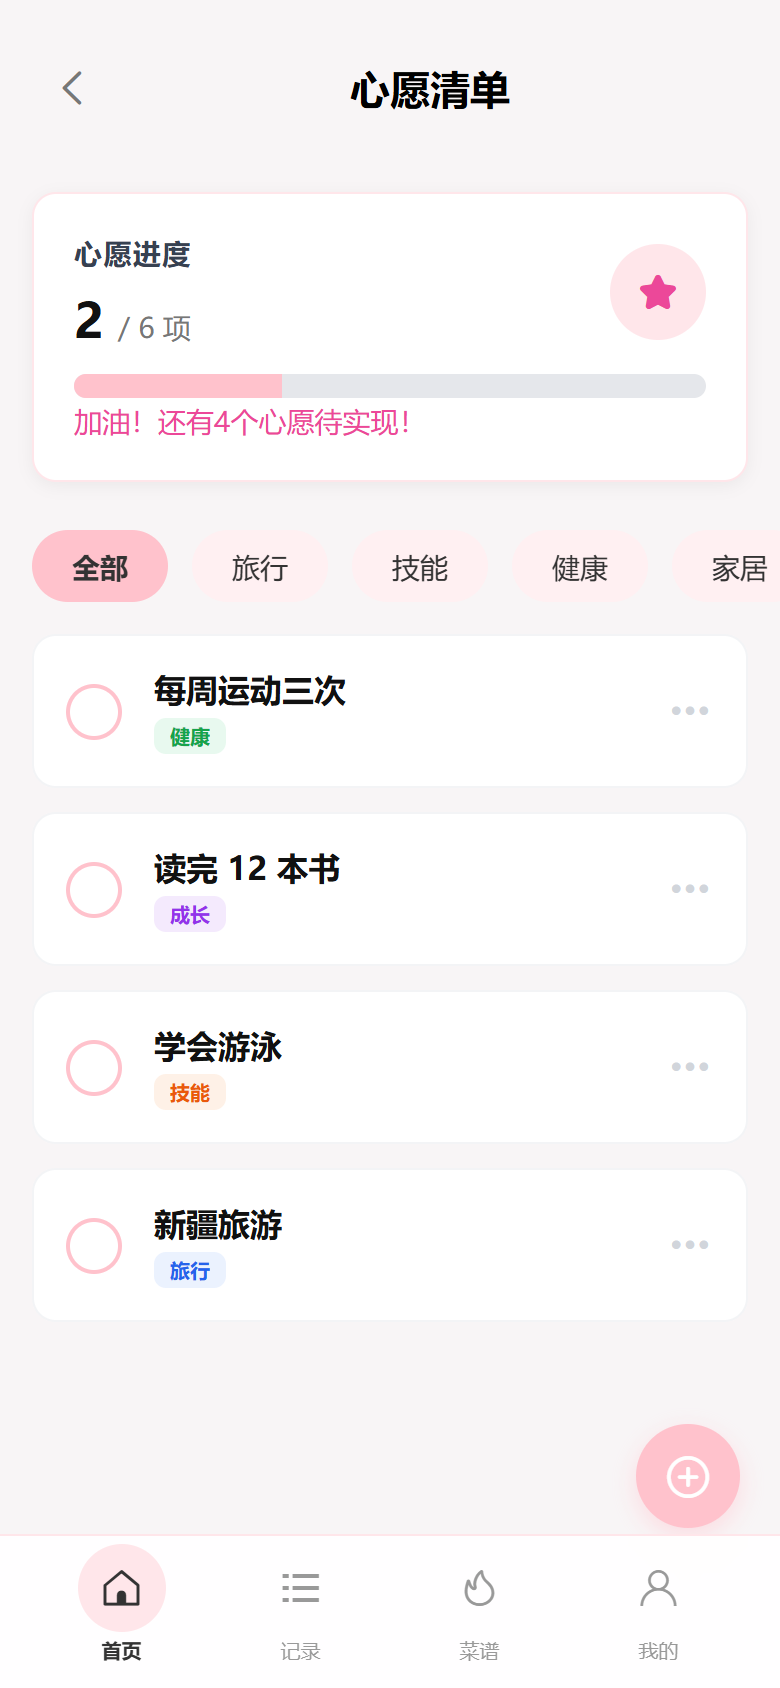 心愿清单
心愿进度
2 / 6 项
加油！还有4个心愿待实现！
全部 旅行 技能 健康 家居
每周运动三次
健康
读完 12 本书
成长
学会游泳
技能
新疆旅游
旅行
首页 记录 菜谱 我的